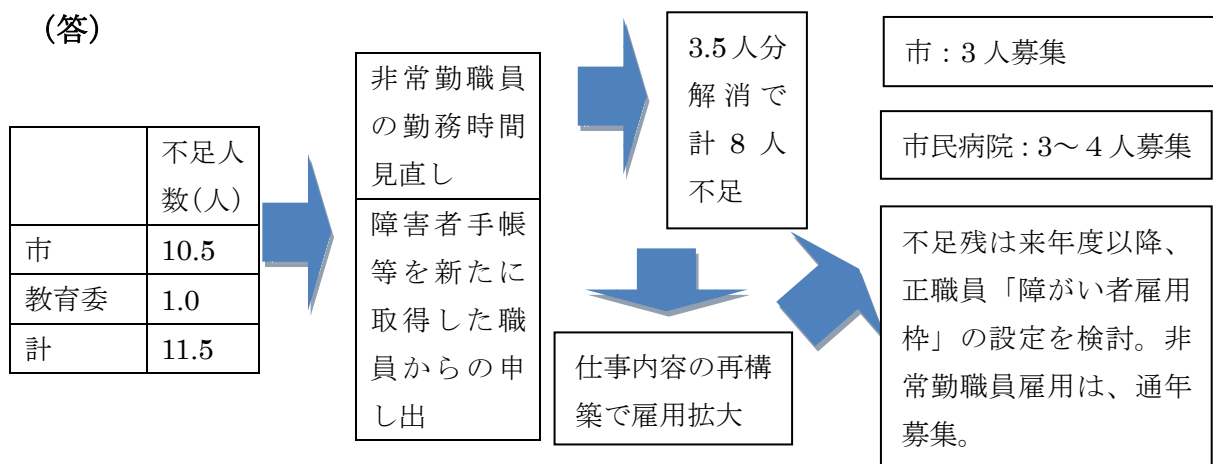 (答)
不足人
数(人)
市 10.5
教育委 1.0
計 11.5
非常勤職員
の勤務時間
見直し
障害者手帳
等を新たに
取得した職
員からの申
し出
3.5人分
解消で
計8人
不足
仕事内容の再構
築で雇用拡大
市:3人募集
市民病院:3~4人募集
不足残は来年度以降、
正職員「障がい者雇用
枠」の設定を検討。非
常勤職員雇用は、通年
募集。